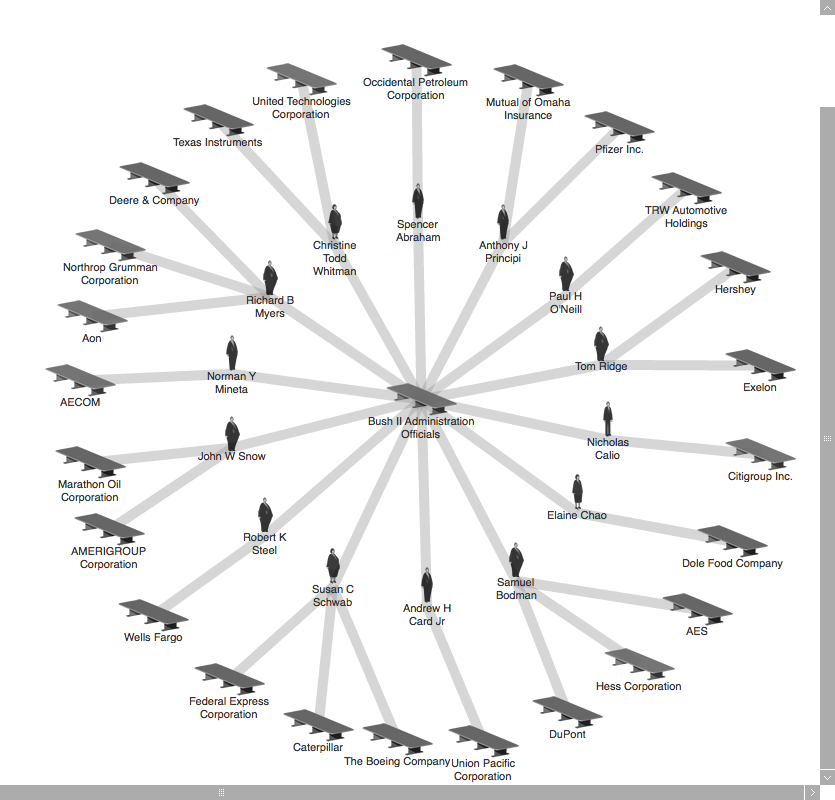 Occidental Petroleum
Corporation
United Technologies
Corporation
Mutual of Omaha
Insurance
Texas Instruments
Pfizer Inc.
Deere & Company
TRW Automotive
Holdings
Spencer
Abraham
Christine
Todd
Whitman
Anthony J
Principi
Northrop Grumman
Corporation
Hershey
Richard B
Myers
Paul H
O'Neill
Aon
Tom Ridge
Norman Y
Mineta
Exelon
AECOM
Bush II Administration
Officials
Nicholas
Calio
John W Snow
Citigroup Inc.
Marathon Oil
Corporation
Elaine Chao
Robert K
Steel
AMERIGROUP
Corporation
Dole Food Company
Susan C
Schwab
Samuel
Bodman
Andrew H
Card Jr
Wells Fargo
AES
Hess Corporation
Federal Express
Corporation
DuPont
Caterpillar
The Boeing Company
Union Pacific
Corporation